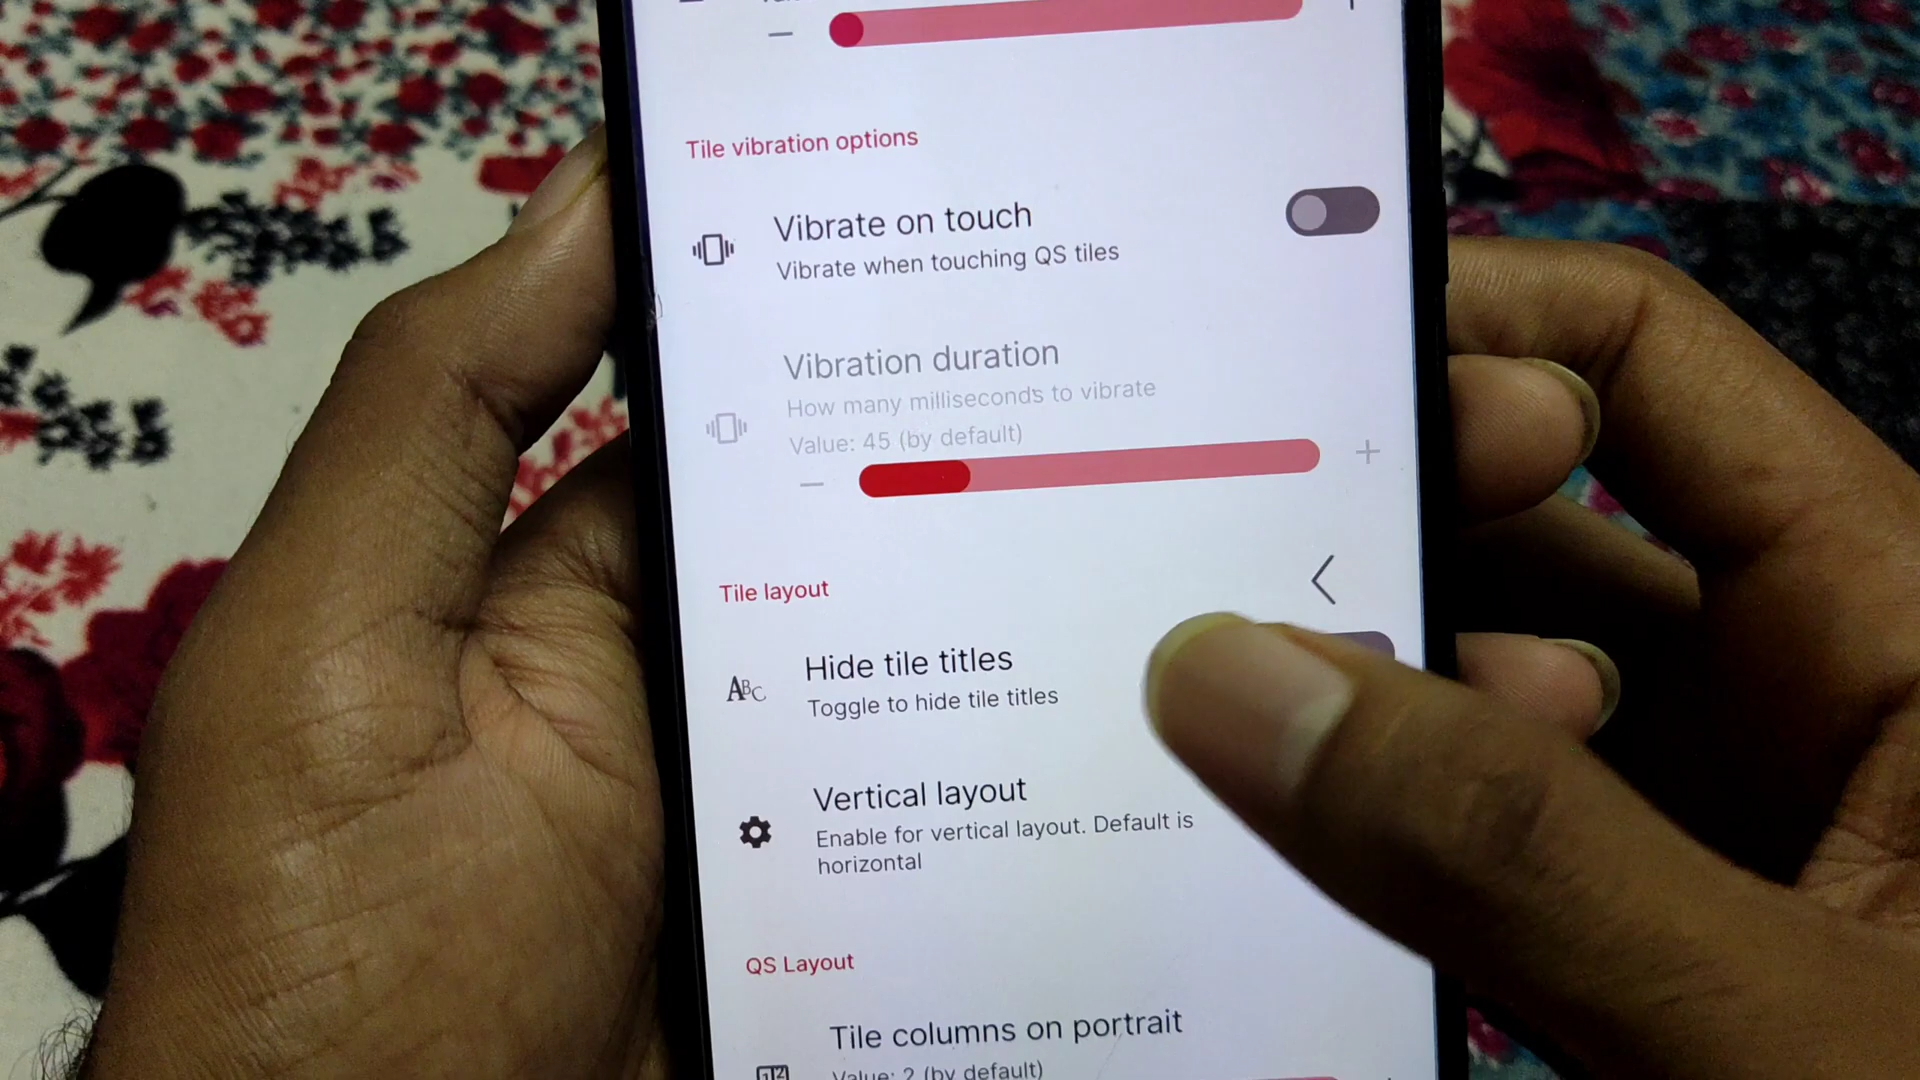 Tile vibration options
Vibrate on touch
Vibrate when touching QS tiles
Vibration duration
How many milliseconds to vibrate
Value: 45 (by default)
Tile layout
ABC
Hide tile titles
Toggle to hide tile titles
Vertical layout
Enable for vertical layout. Default is
horizontal
QS Layout
Tile columns on portrait
Value: 2 (by default)